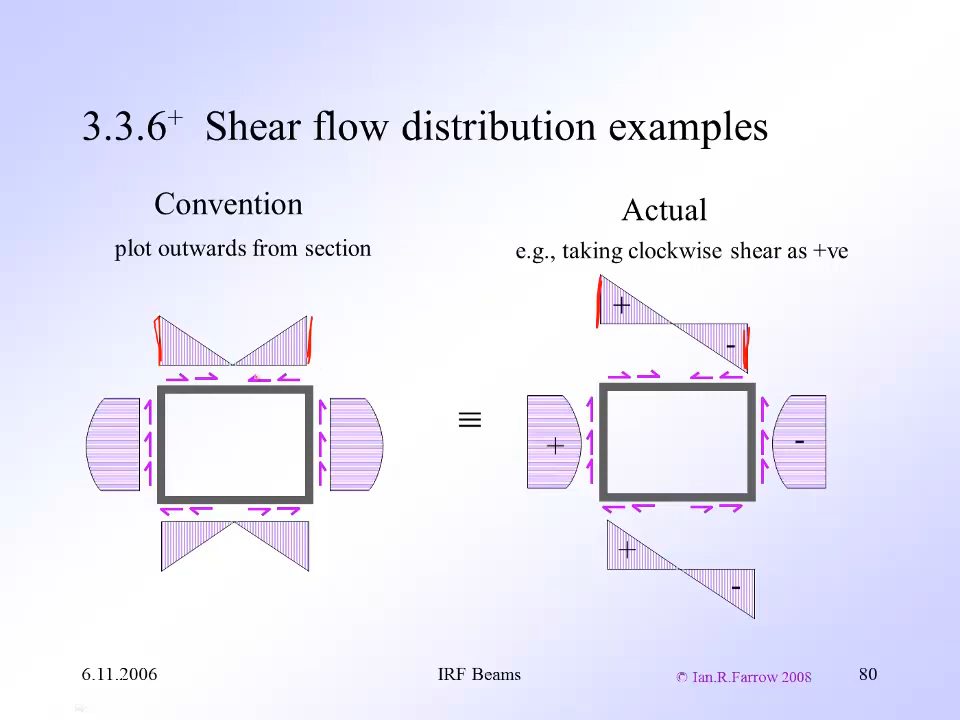 3.3.6+ Shear flow distribution examples
Convention
plot outwards from section
Actual
e.g., taking clockwise shear as +ve
+
-
≡
+
-
+
-
6.11.2006
IRF Beams
© Ian.R.Farrow 2008
80